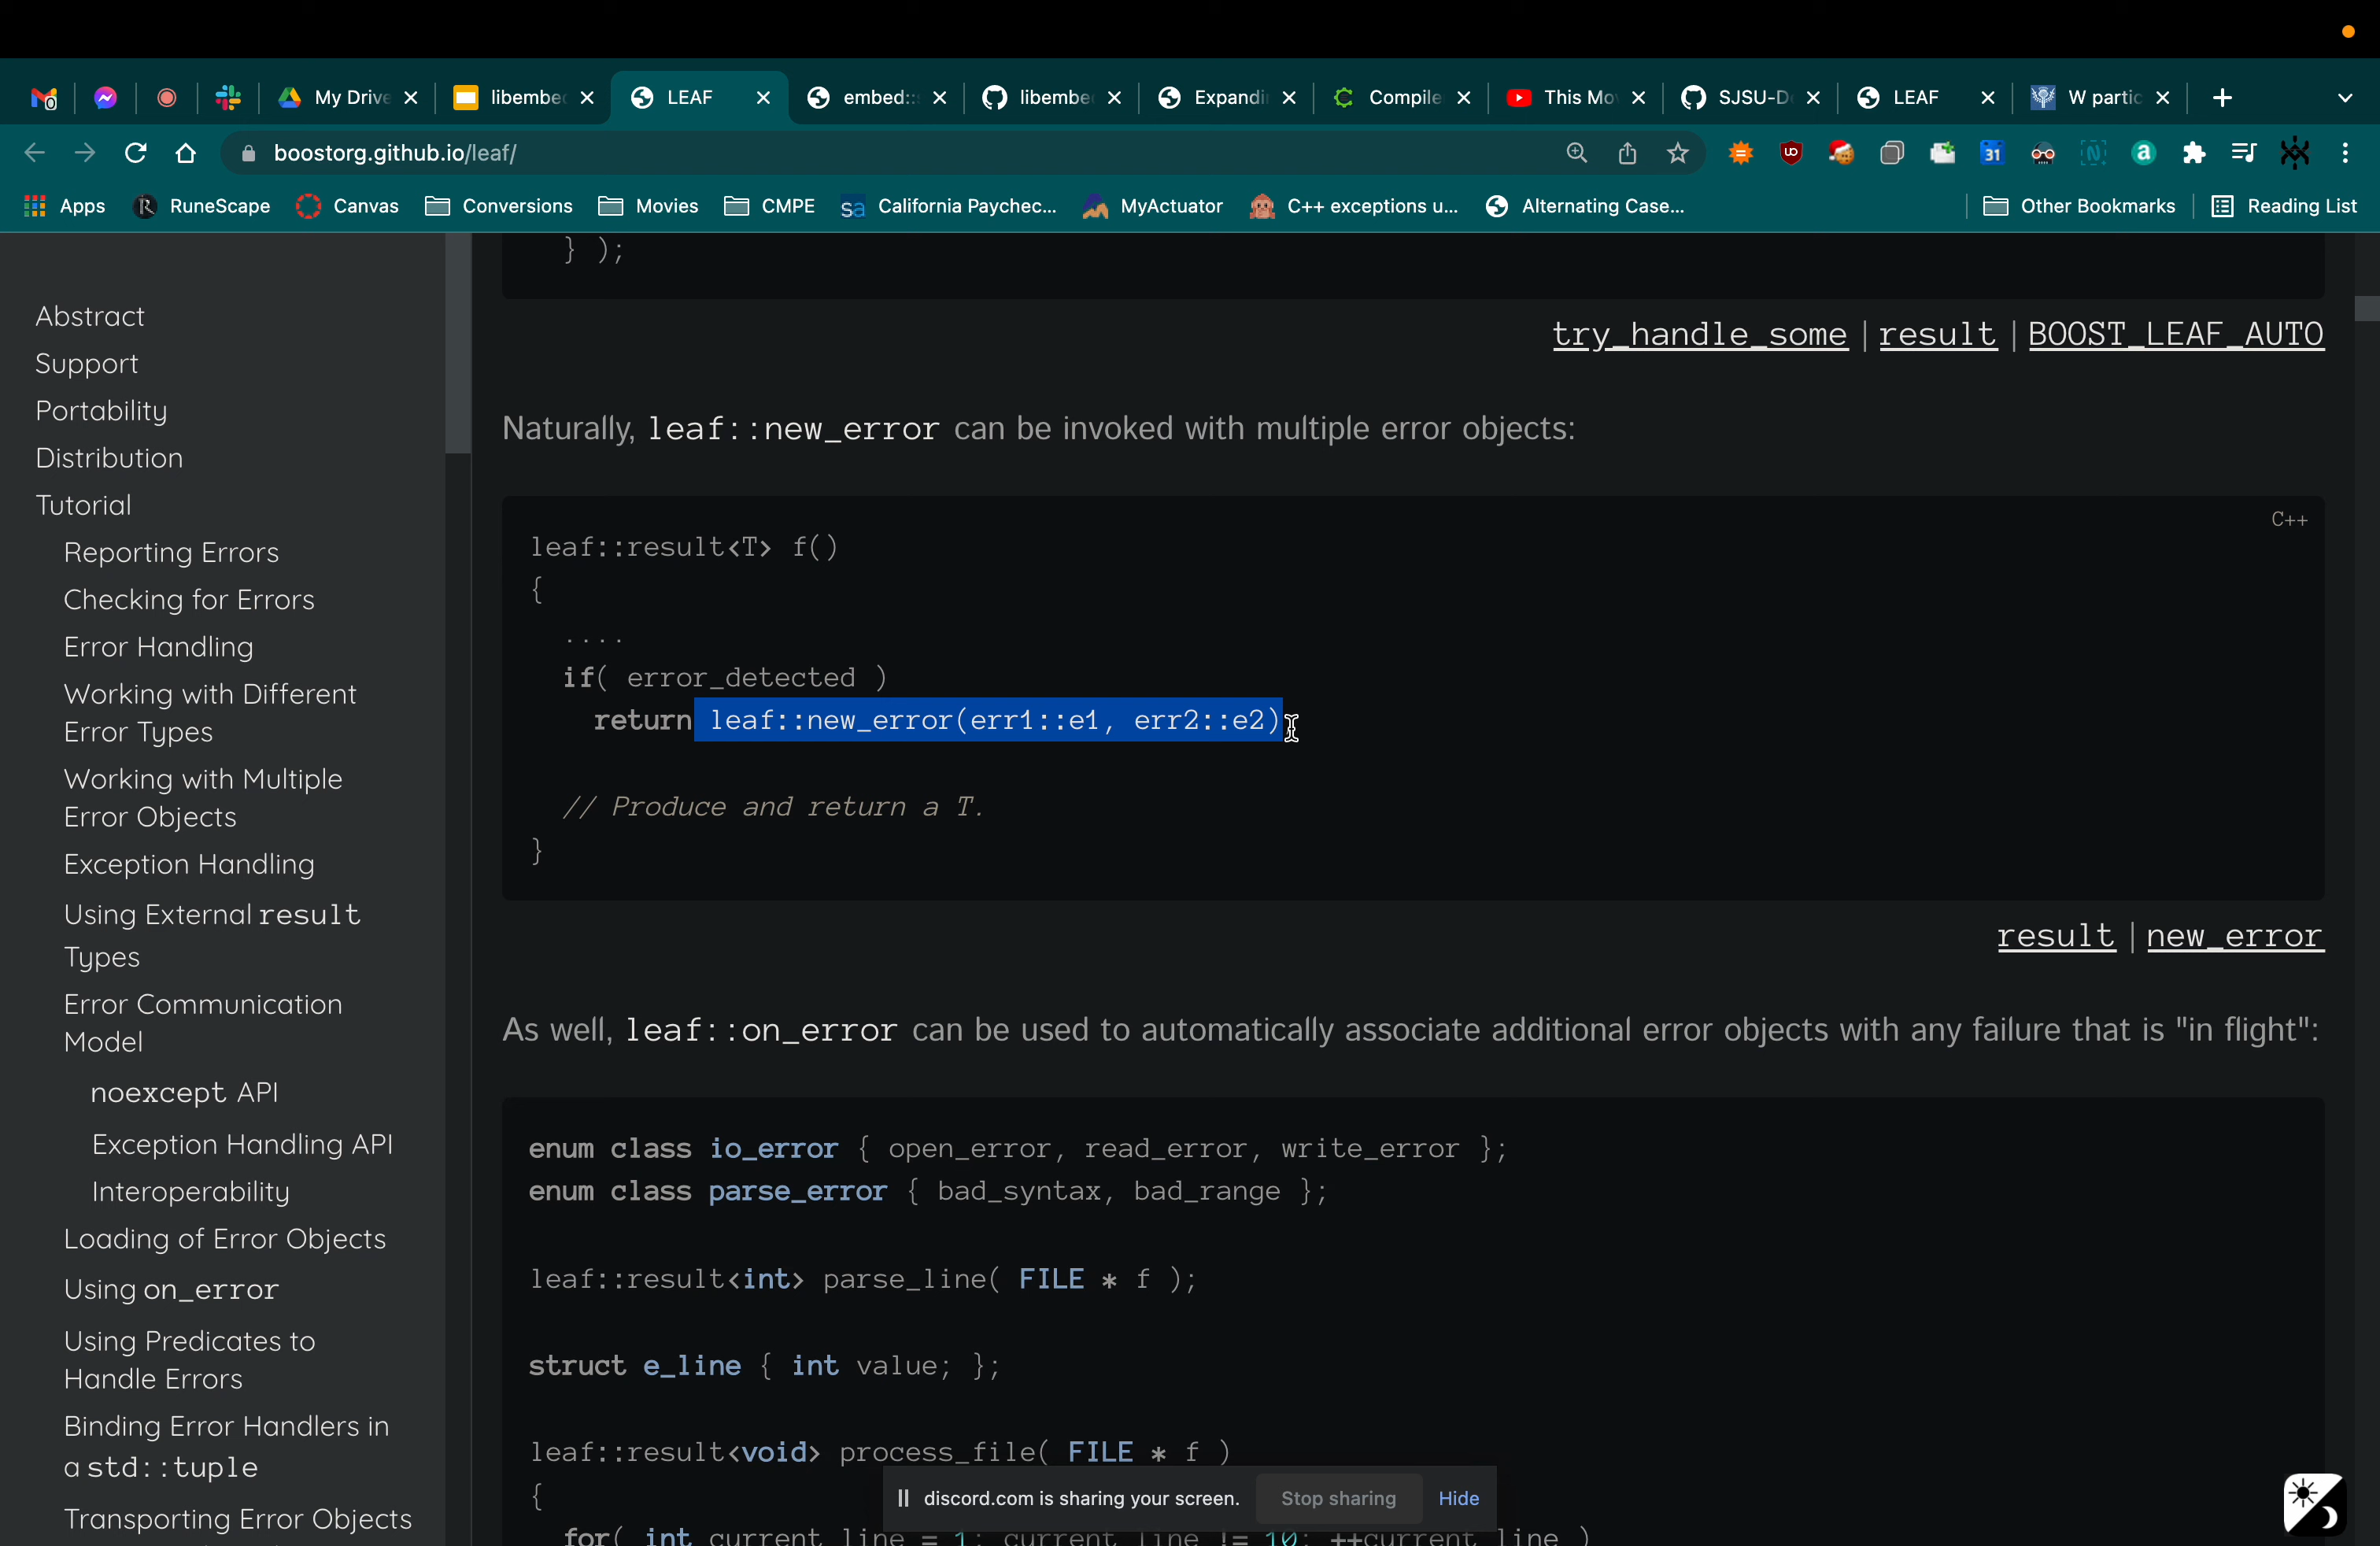 My Drive
libembe
LEAF
embed::
libembe
Expandi
Compile
This Mo
SJSU-D
LEAF
W partic
boostorg.github.io/leaf/
Apps
RuneScape
Canvas
Conversions
Movies
CMPE
California Paychec...
MyActuator
C++ exceptions u...
Alternating Case...
Other Bookmarks
Reading List
Abstract
Support
Portability
Distribution
Tutorial
Reporting Errors
Checking for Errors
Error Handling
Working with Different
Error Types
Working with Multiple
Error Objects
Exception Handling
Using External result
Types
Error Communication
Model
noexcept API
Exception Handling API
Interoperability
Loading of Error Objects
Using on_error
Using Predicates to
Handle Errors
Binding Error Handlers in
a std::tuple
Transporting Error Objects
} );
try_handle_some | result | BOOST_LEAF_AUTO
Naturally, leaf::new_error can be invoked with multiple error objects:
C++
leaf::result<T> f()
{
....
if( error_detected )
return leaf::new_error(err1::e1, err2::e2)
// Produce and return a T.
}
result | new_error
As well, leaf::on_error can be used to automatically associate additional error objects with any failure that is "in flight":
enum class io_error { open_error, read_error, write_error };
enum class parse_error { bad_syntax, bad_range };
leaf::result<int> parse_line( FILE * f );
struct e_line { int value; };
leaf::result<void> process_file( FILE * f )
{
for( int current_line = 1; current_line != 10; ++current_line )
discord.com is sharing your screen.
Stop sharing
Hide